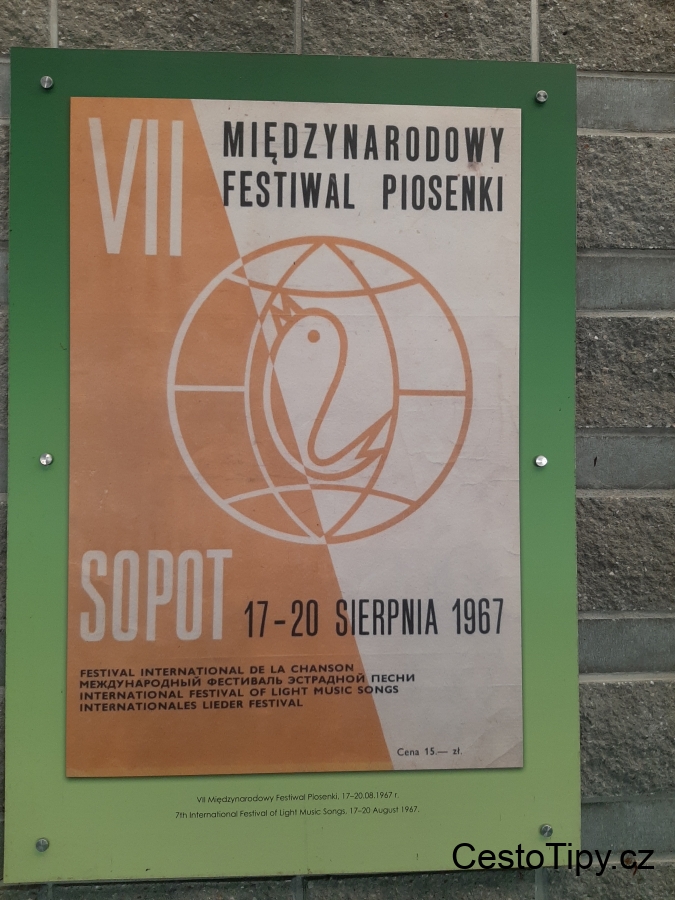 VII
MIĘDZYNARODOWY
FESTIWAL PIOSENKI
SOPOT
17-20 SIERPNIA 1967
FESTIVAL INTERNATIONAL DE LA CHANSON
МЕЖДУНАРОДНЫЙ ФЕСТИВАЛЬ ЭСТРАДНОЙ ПЕСНИ
INTERNATIONAL FESTIVAL OF LIGHT MUSIC SONGS
INTERNATIONALES LIEDER FESTIVAL
Cena 15.— zł.
VII Międzynarodowy Festiwal Piosenki, 17–20.08.1967 r.
7th International Festival of Light Music Songs, 17–20 August 1967.
CestoTipy.cz